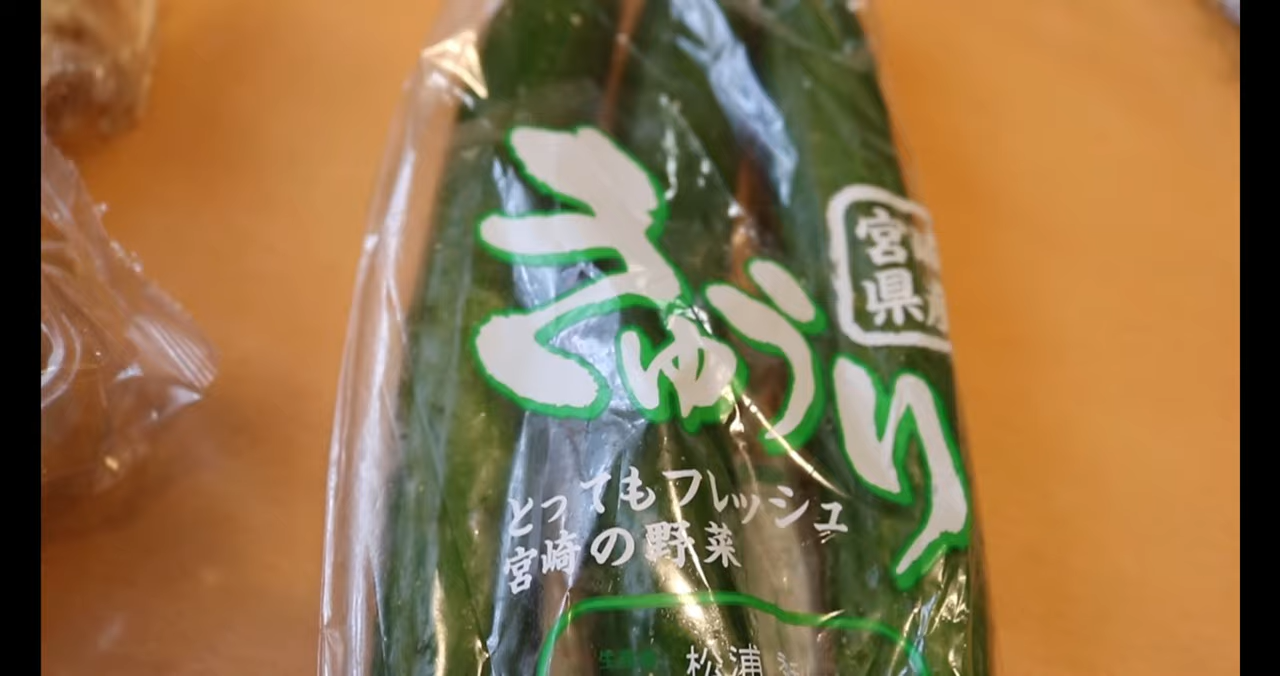 きゅうり
宮崎
県産
とってもフレッシュ
宮崎の野菜
松浦